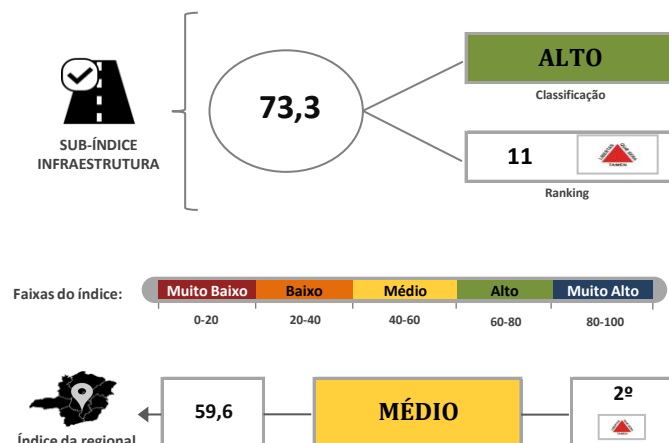 ALTO
Classificação
73,3
SUB-ÍNDICE
INFRAESTRUTURA
11
Ranking
Faixas do índice:
Muito Baixo Baixo Médio Alto Muito Alto
0-20 20-40 40-60 60-80 80-100
59,6
MÉDIO
2º
Índice da regional